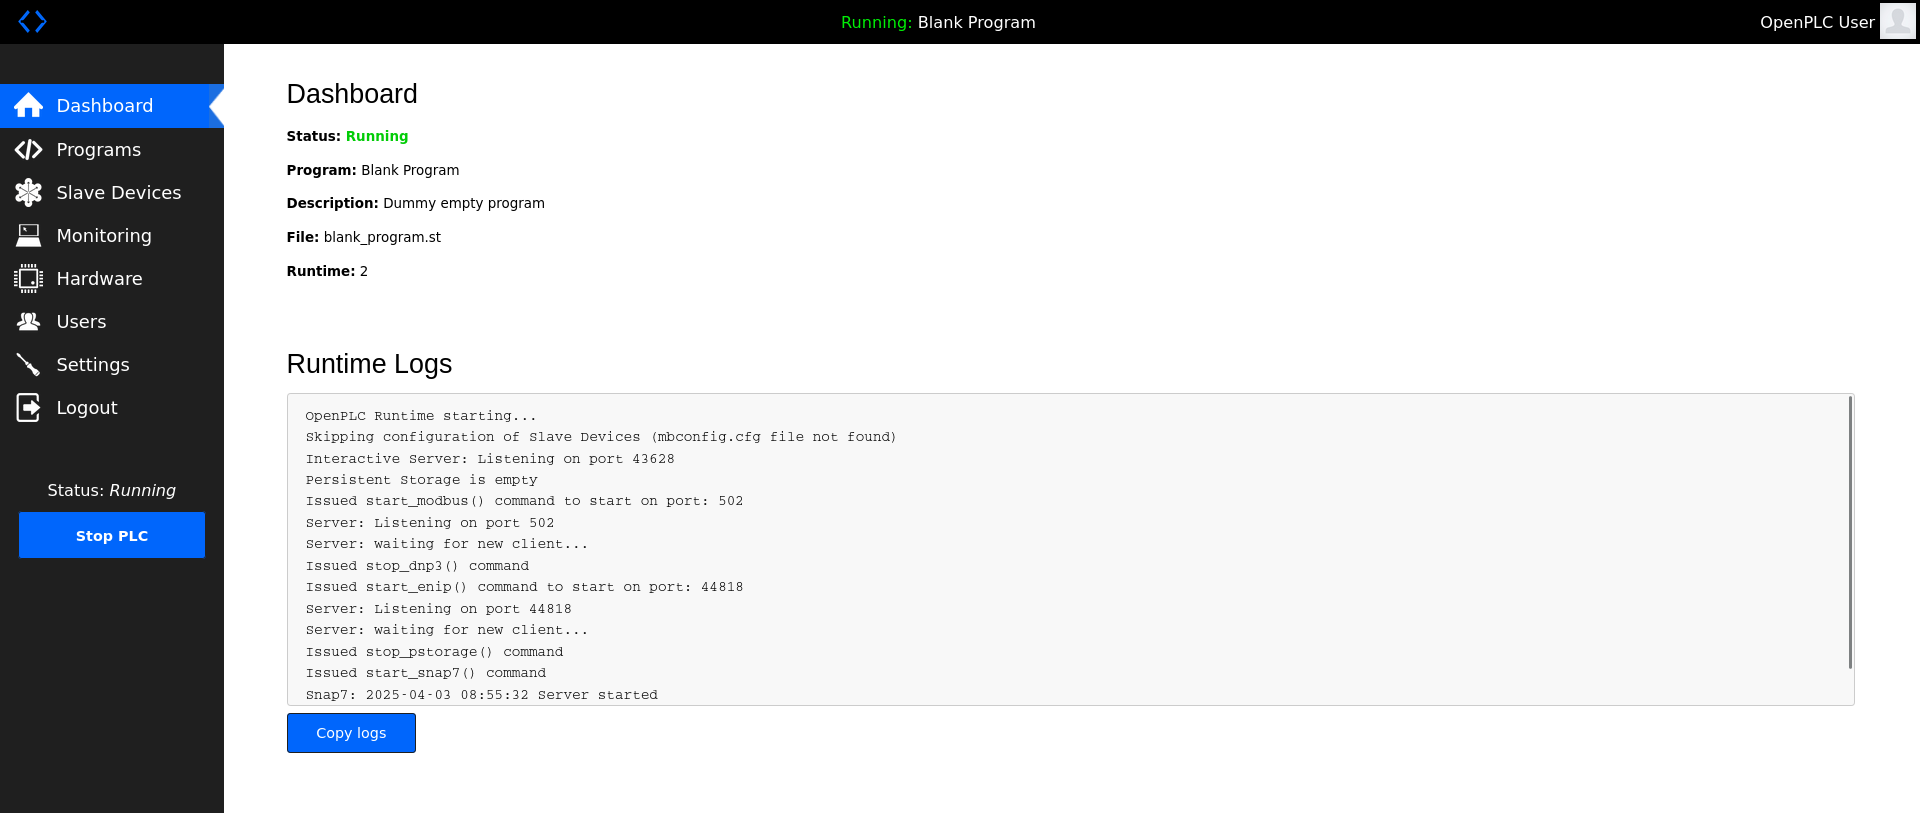 Running: Blank Program
OpenPLC User
Dashboard
Programs
Slave Devices
Monitoring
Hardware
Users
Settings
Logout
Status: Running
Stop PLC
Dashboard
Status: Running
Program: Blank Program
Description: Dummy empty program
File: blank_program.st
Runtime: 2
Runtime Logs
OpenPLC Runtime starting...
Skipping configuration of Slave Devices (mbconfig.cfg file not found)
Interactive Server: Listening on port 43628
Persistent Storage is empty
Issued start_modbus() command to start on port: 502
Server: Listening on port 502
Server: waiting for new client...
Issued stop_dnp3() command
Issued start_enip() command to start on port: 44818
Server: Listening on port 44818
Server: waiting for new client...
Issued stop_pstorage() command
Issued start_snap7() command
Snap7: 2025-04-03 08:55:32 Server started
Copy logs